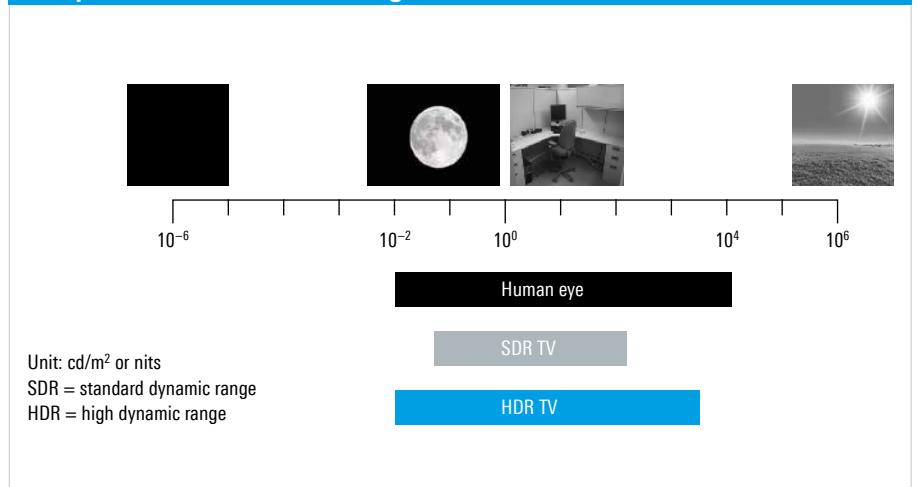 10⁻⁶ 10⁻² 10⁰ 10⁴ 10⁶
Human eye
SDR TV
HDR TV
Unit: cd/m² or nits
SDR = standard dynamic range
HDR = high dynamic range